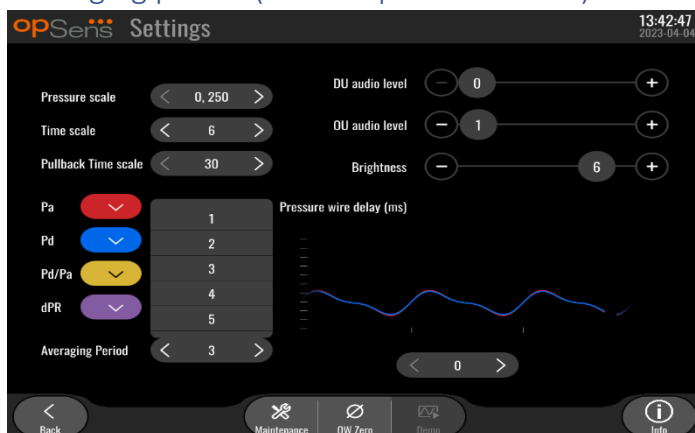 opSens Settings
13:42:47
2023-04-04
Pressure scale 0, 250
Time scale 6
Pullback Time scale 30
DU audio level 0
OU audio level 1
Brightness 6
Pa
Pd
Pd/Pa
dPR
1
2
3
4
5
Averaging Period 3
Pressure wire delay (ms)
0
Back
Maintenance
OW Zero
Demo
Info